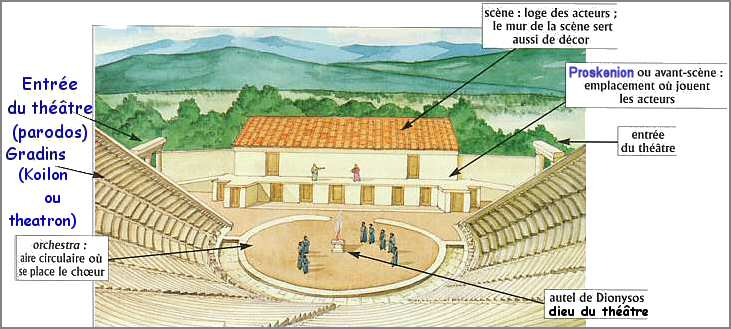 scène : loge des acteurs ;
le mur de la scène sert
aussi de décor
Proskenion ou avant-scène :
emplacement où jouent
les acteurs
entrée
du théâtre
Entrée
du théâtre
(parodos)
Gradins
(Koilon
ou
theatron)
orchestra :
aire circulaire où
se place le chœur
autel de Dionysos
dieu du théâtre